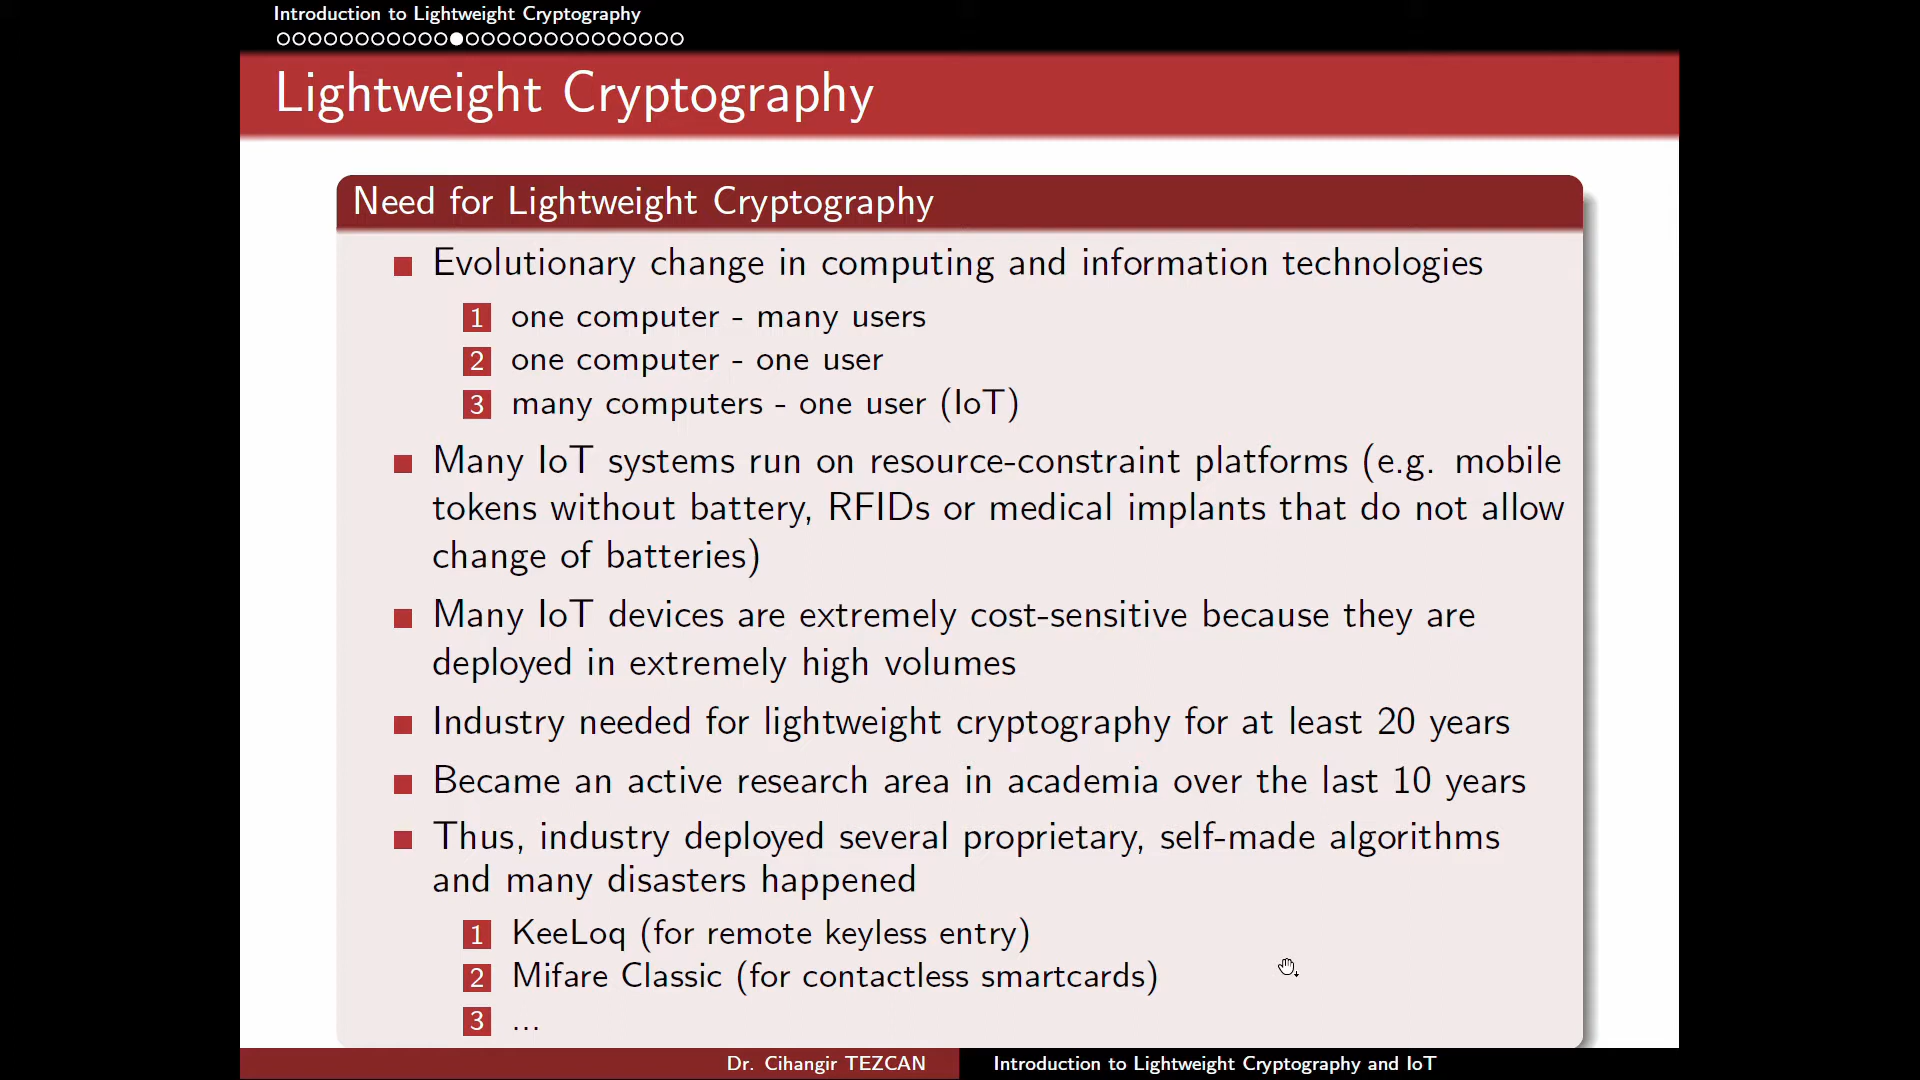 Introduction to Lightweight Cryptography
Lightweight Cryptography
Need for Lightweight Cryptography
Evolutionary change in computing and information technologies
1 one computer - many users
2 one computer - one user
3 many computers - one user (IoT)
Many IoT systems run on resource-constraint platforms (e.g. mobile
tokens without battery, RFIDs or medical implants that do not allow
change of batteries)
Many IoT devices are extremely cost-sensitive because they are
deployed in extremely high volumes
Industry needed for lightweight cryptography for at least 20 years
Became an active research area in academia over the last 10 years
Thus, industry deployed several proprietary, self-made algorithms
and many disasters happened
1 KeeLoq (for remote keyless entry)
2 Mifare Classic (for contactless smartcards)
3 ...
Dr. Cihangir TEZCAN
Introduction to Lightweight Cryptography and IoT